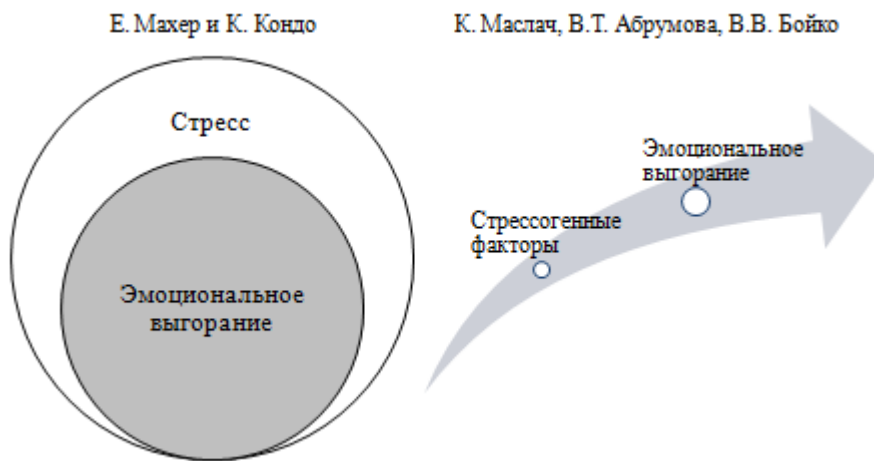 Е. Махер и К. Кондо
К. Маслач, В.Т. Абрумова, В.В. Бойко
Стресс
Эмоциональное
выгорание
Эмоциональное
выгорание
Стрессогенные
факторы